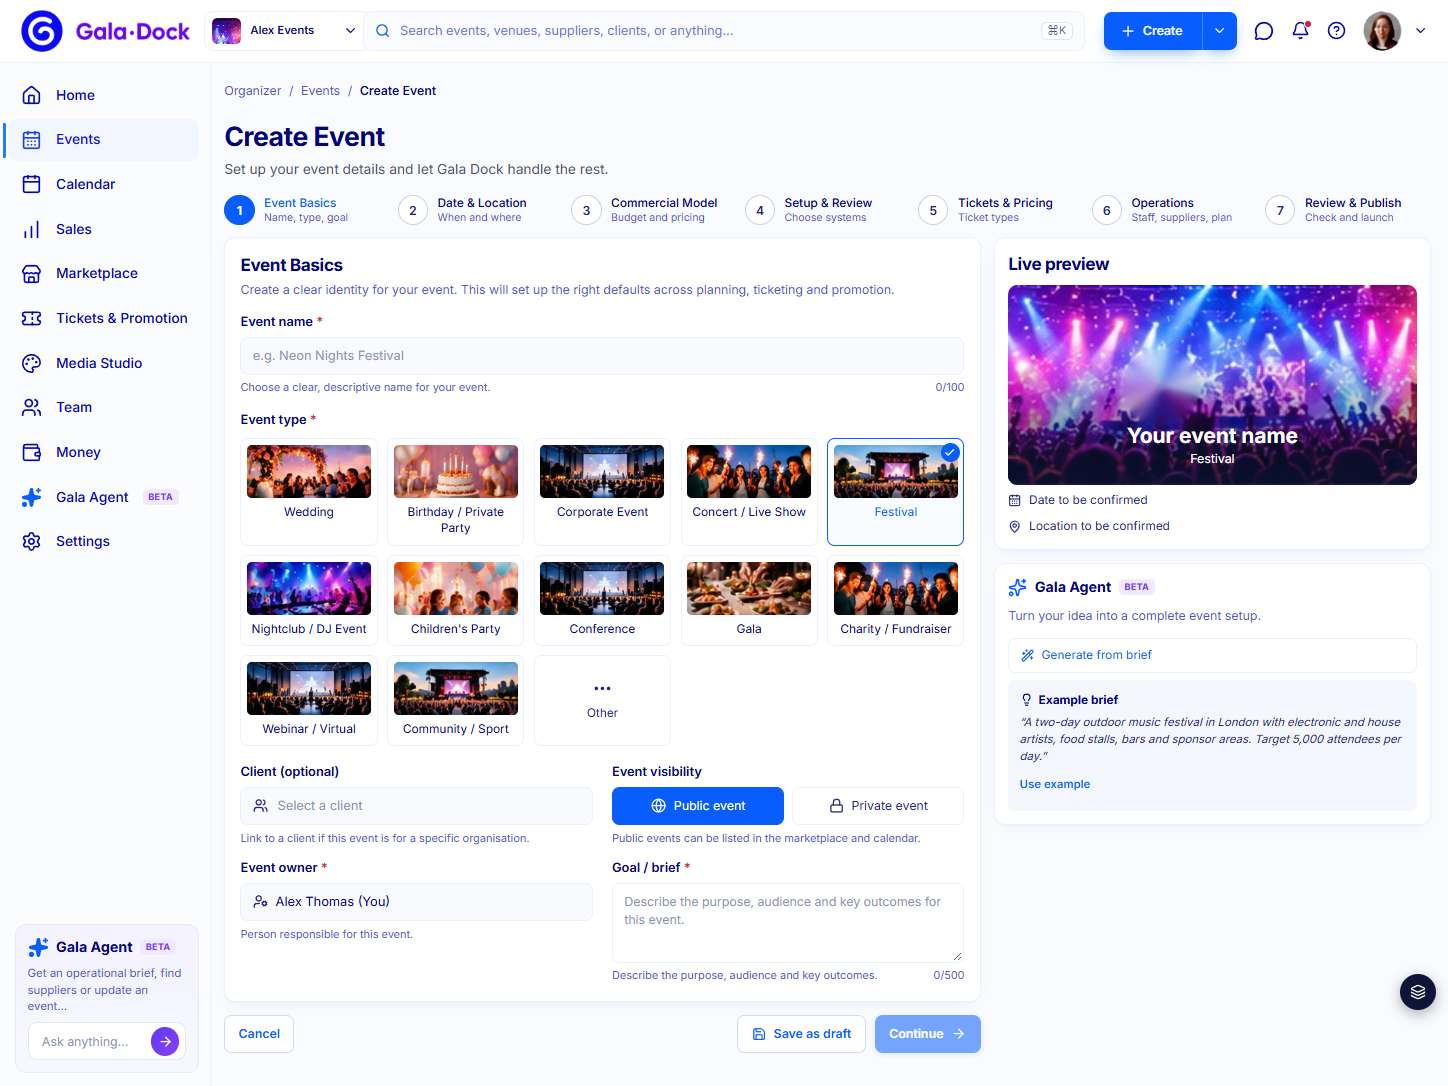 Gala·Dock
Alex Events
Search events, venues, suppliers, clients, or anything...
⌘K
+ Create
Home
Events
Calendar
Sales
Marketplace
Tickets & Promotion
Media Studio
Team
Money
Gala Agent BETA
Settings
Gala Agent BETA
Get an operational brief, find
suppliers or update an
event...
Ask anything...
Organizer / Events / Create Event
Create Event
Set up your event details and let Gala Dock handle the rest.
1 Event Basics
Name, type, goal
2 Date & Location
When and where
3 Commercial Model
Budget and pricing
4 Setup & Review
Choose systems
5 Tickets & Pricing
Ticket types
6 Operations
Staff, suppliers, plan
7 Review & Publish
Check and launch
Event Basics
Create a clear identity for your event. This will set up the right defaults across planning, ticketing and promotion.
Event name *
e.g. Neon Nights Festival
Choose a clear, descriptive name for your event.
0/100
Event type *
Wedding
Birthday / Private
Party
Corporate Event
Concert / Live Show
Festival
Nightclub / DJ Event
Children's Party
Conference
Gala
Charity / Fundraiser
Webinar / Virtual
Community / Sport
Other
Client (optional)
Select a client
Link to a client if this event is for a specific organisation.
Event visibility
Public event
Private event
Public events can be listed in the marketplace and calendar.
Event owner *
Alex Thomas (You)
Person responsible for this event.
Goal / brief *
Describe the purpose, audience and key outcomes for
this event.
Describe the purpose, audience and key outcomes.
0/500
Cancel
Save as draft
Continue
Live preview
Your event name
Festival
Date to be confirmed
Location to be confirmed
Gala Agent BETA
Turn your idea into a complete event setup.
Generate from brief
Example brief
"A two-day outdoor music festival in London with electronic and house
artists, food stalls, bars and sponsor areas. Target 5,000 attendees per
day."
Use example